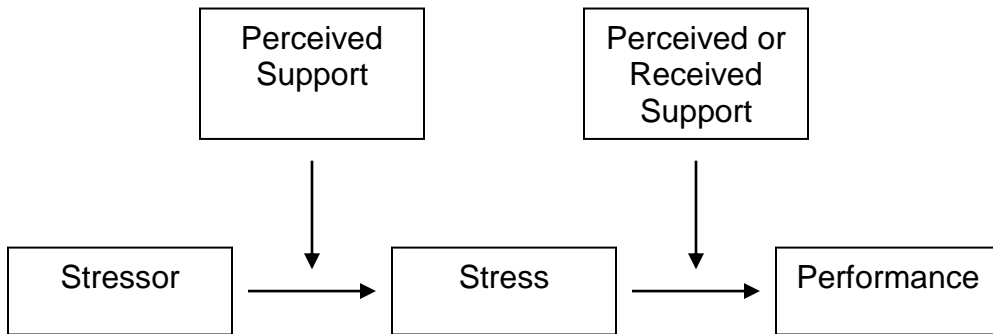 Perceived
Support
Perceived or
Received
Support
Stressor
Stress
Performance